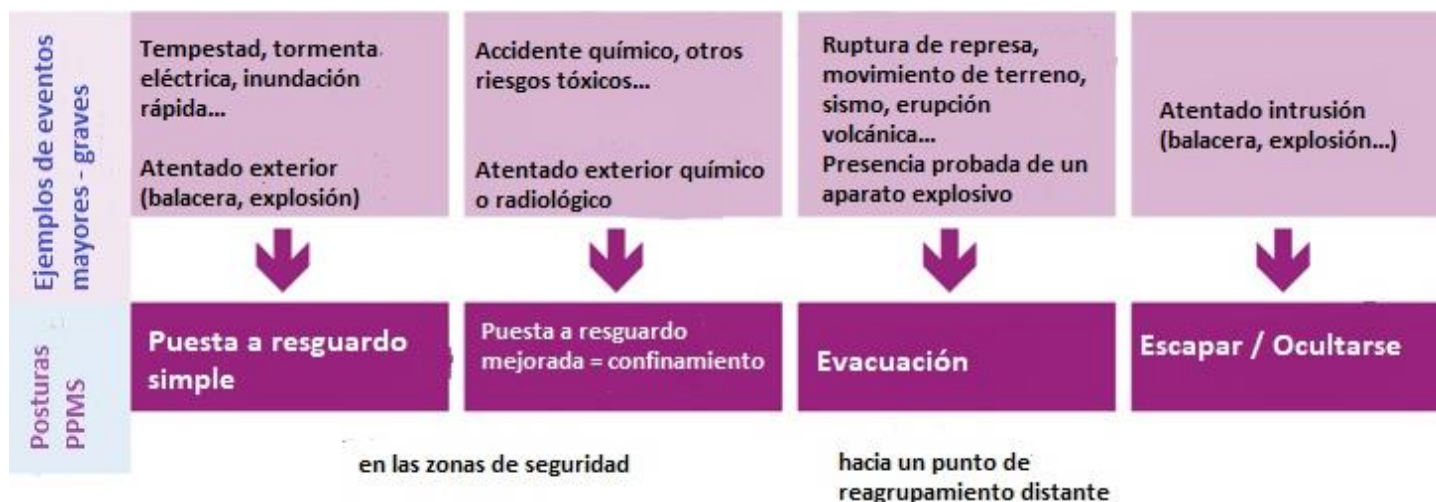 Ejemplos de eventos
mayores - graves
Tempestad, tormenta
eléctrica, inundación
rápida...
Atentado exterior
(balacera, explosión)
Accidente químico, otros
riesgos tóxicos...
Atentado exterior químico
o radiológico
Ruptura de represa,
movimiento de terreno,
sismo, erupción
volcánica...
Presencia probada de un
aparato explosivo
Atentado intrusión
(balacera, explosión...)
Posturas
PPMS
Puesta a resguardo
simple
Puesta a resguardo
mejorada = confinamiento
Evacuación
Escapar / Ocultarse
en las zonas de seguridad
hacia un punto de
reagrupamiento distante